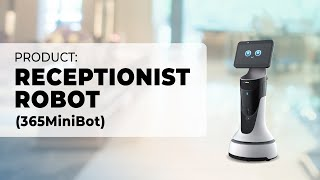 PRODUCT:
RECEPTIONIST
ROBOT
(365MiniBot)